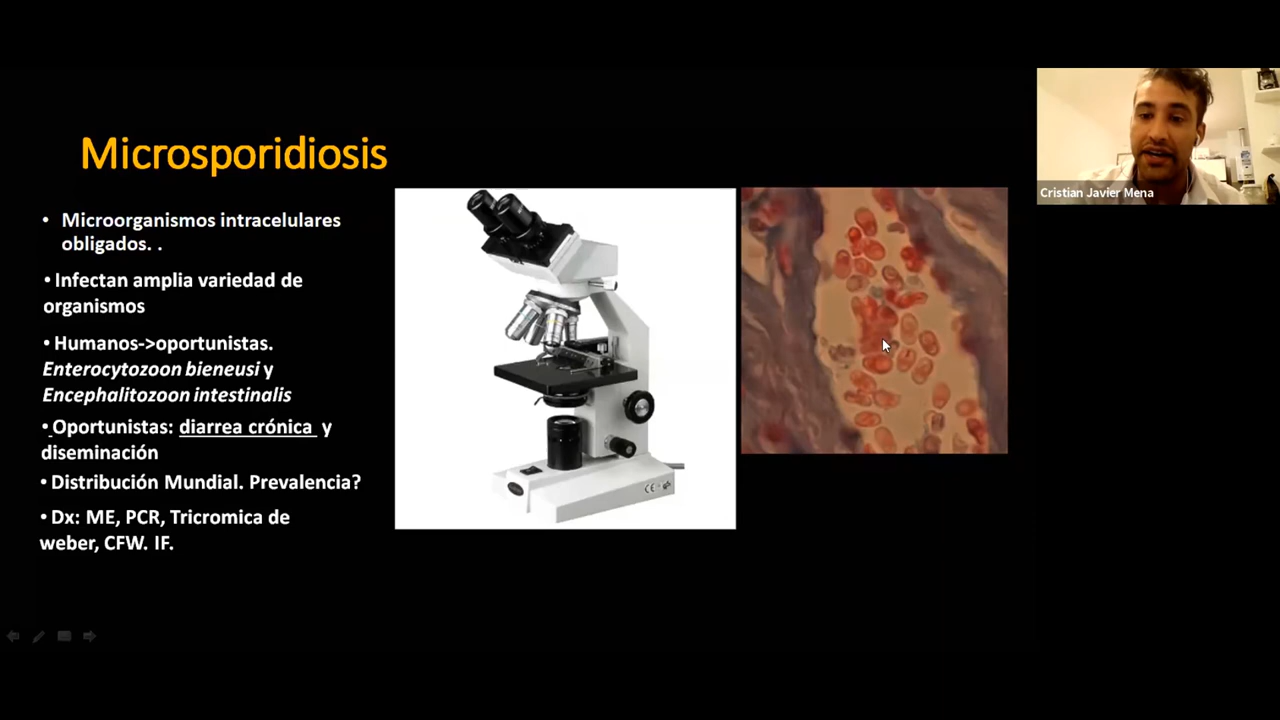 Microsporidiosis
• Microorganismos intracelulares
obligados. .
• Infectan amplia variedad de
organismos
• Humanos->oportunistas.
Enterocytozoon bieneusi y
Encephalitozoon intestinalis
• Oportunistas: diarrea crónica y
diseminación
• Distribución Mundial. Prevalencia?
• Dx: ME, PCR, Tricromica de
weber, CFW. IF.
CE
Cristian Javier Mena